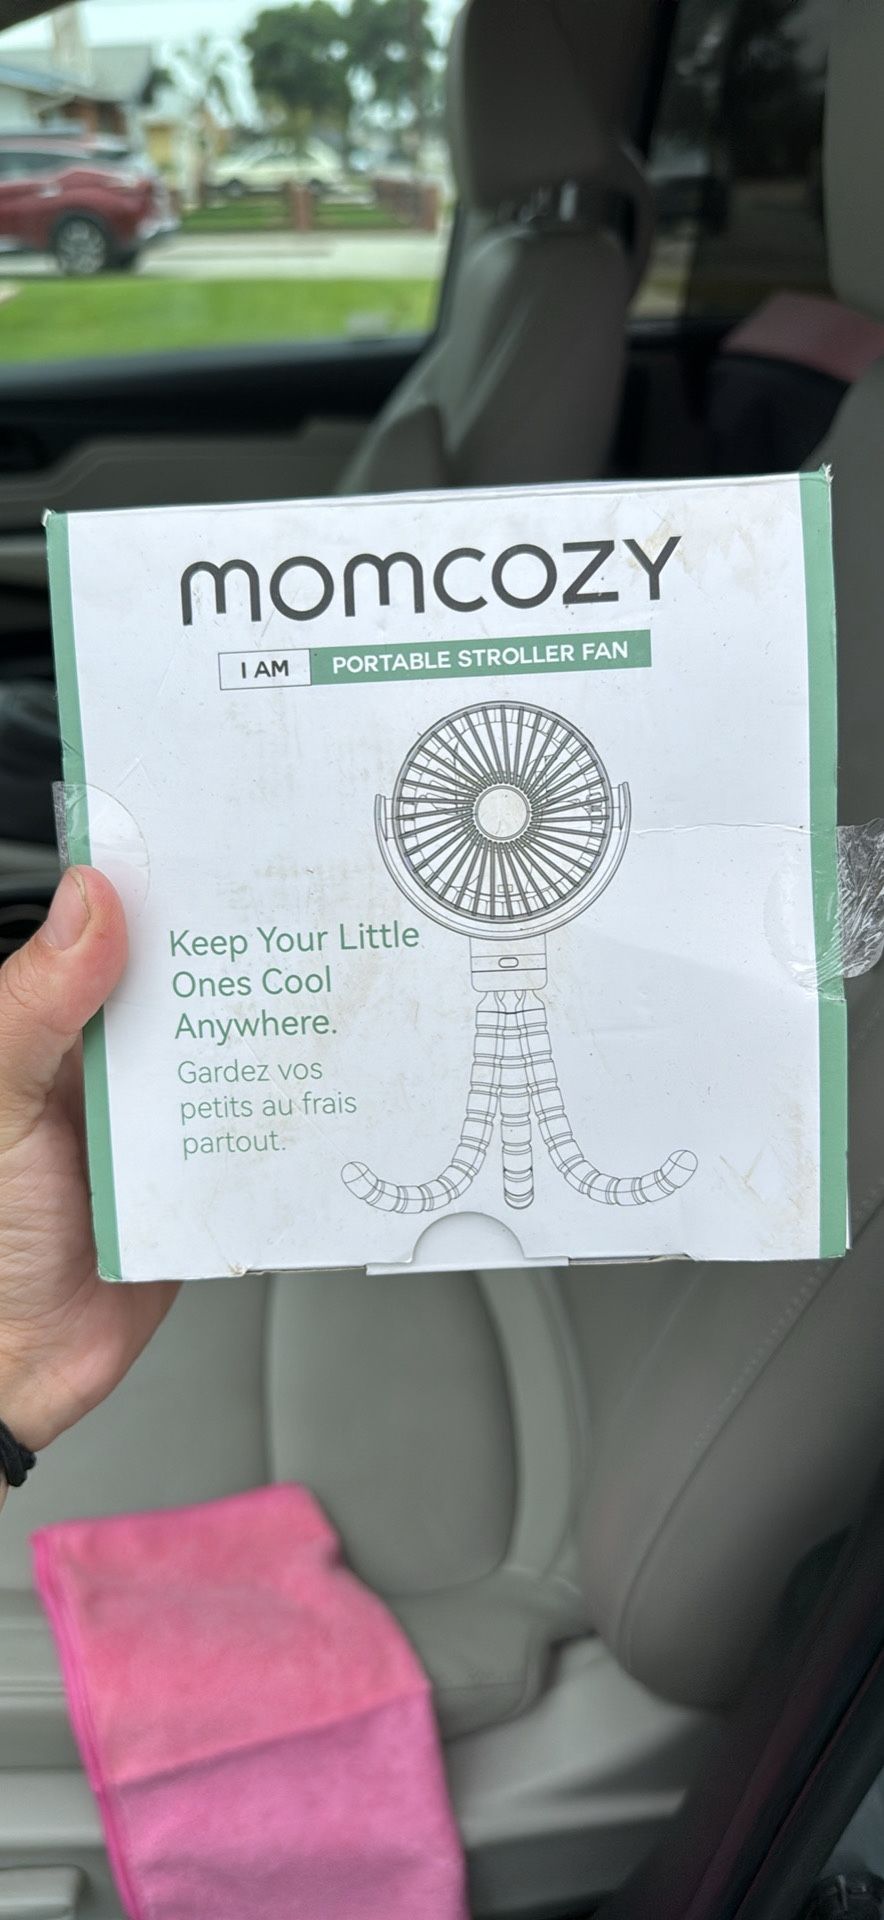 momcozy
I AM PORTABLE STROLLER FAN
Keep Your Little
Ones Cool
Anywhere.
Gardez vos
petits au frais
partout.